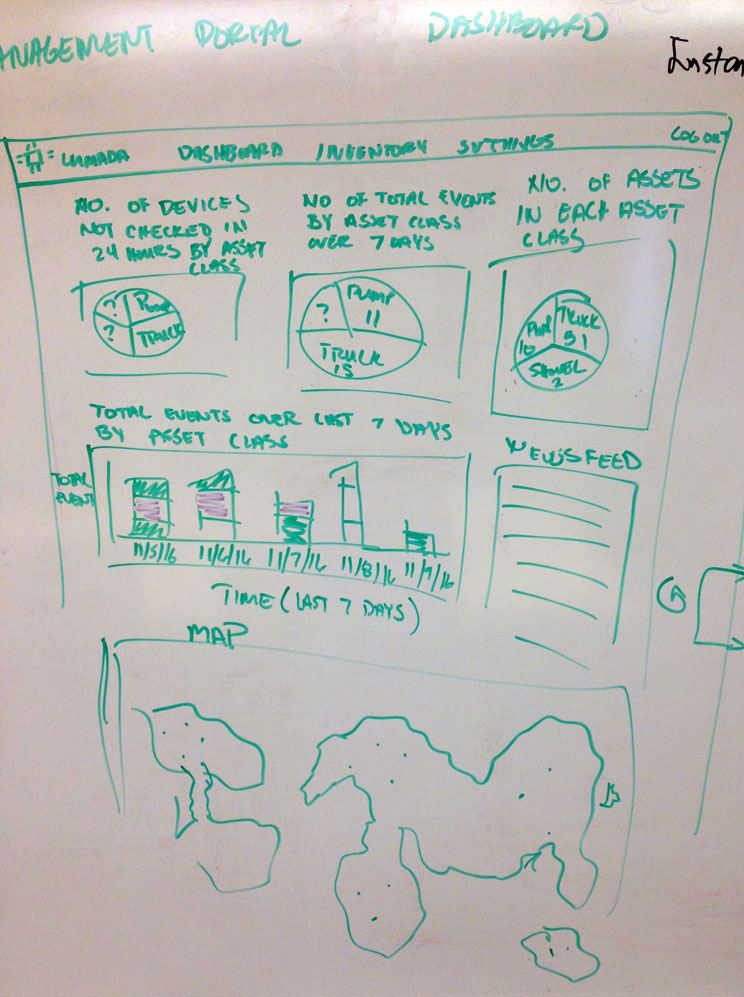 ANAGEMENT PORTAL DASHBOARD
Instan
LUMADA DASHBOARD INVENTORY SETTINGS LOG OUT
NO. OF DEVICES
NOT CHECKED IN
24 HOURS BY ASSET
CLASS
? PUMP
? TRUCK
NO OF TOTAL EVENTS
BY ASSET CLASS
OVER 7 DAYS
? PUMP
11
TRUCK
15
NO. OF ASSETS
IN EACH ASSET
CLASS
PUMP
10
TRUCK
51
SHOVEL
2
TOTAL EVENTS OVER LAST 7 DAYS
BY ASSET CLASS
TOTAL
EVENT
11/5/16 11/6/16 11/7/16 11/8/16 11/9/16
TIME (LAST 7 DAYS)
NEWSFEED
MAP